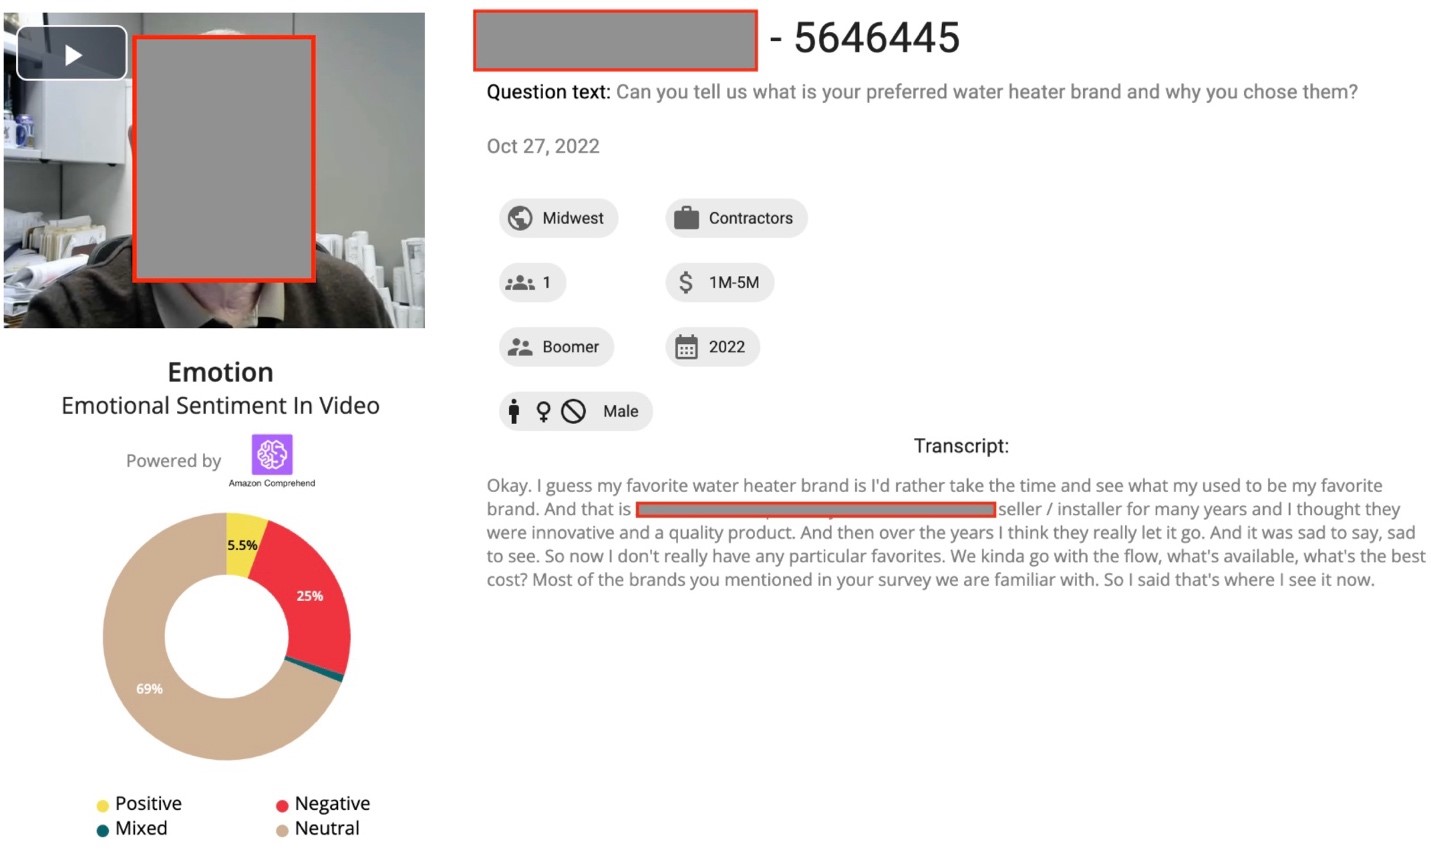 - 5646445
Question text: Can you tell us what is your preferred water heater brand and why you chose them?
Oct 27, 2022
Midwest
Contractors
1
1M-5M
Boomer
2022
Male
Emotion
Emotional Sentiment In Video
Powered by
Amazon Comprehend
5.5%
25%
69%
Positive
Negative
Mixed
Neutral
Transcript:
Okay. I guess my favorite water heater brand is I'd rather take the time and see what my used to be my favorite
brand. And that is seller / installer for many years and I thought they
were innovative and a quality product. And then over the years I think they really let it go. And it was sad to say, sad
to see. So now I don't really have any particular favorites. We kinda go with the flow, what's available, what's the best
cost? Most of the brands you mentioned in your survey we are familiar with. So I said that's where I see it now.